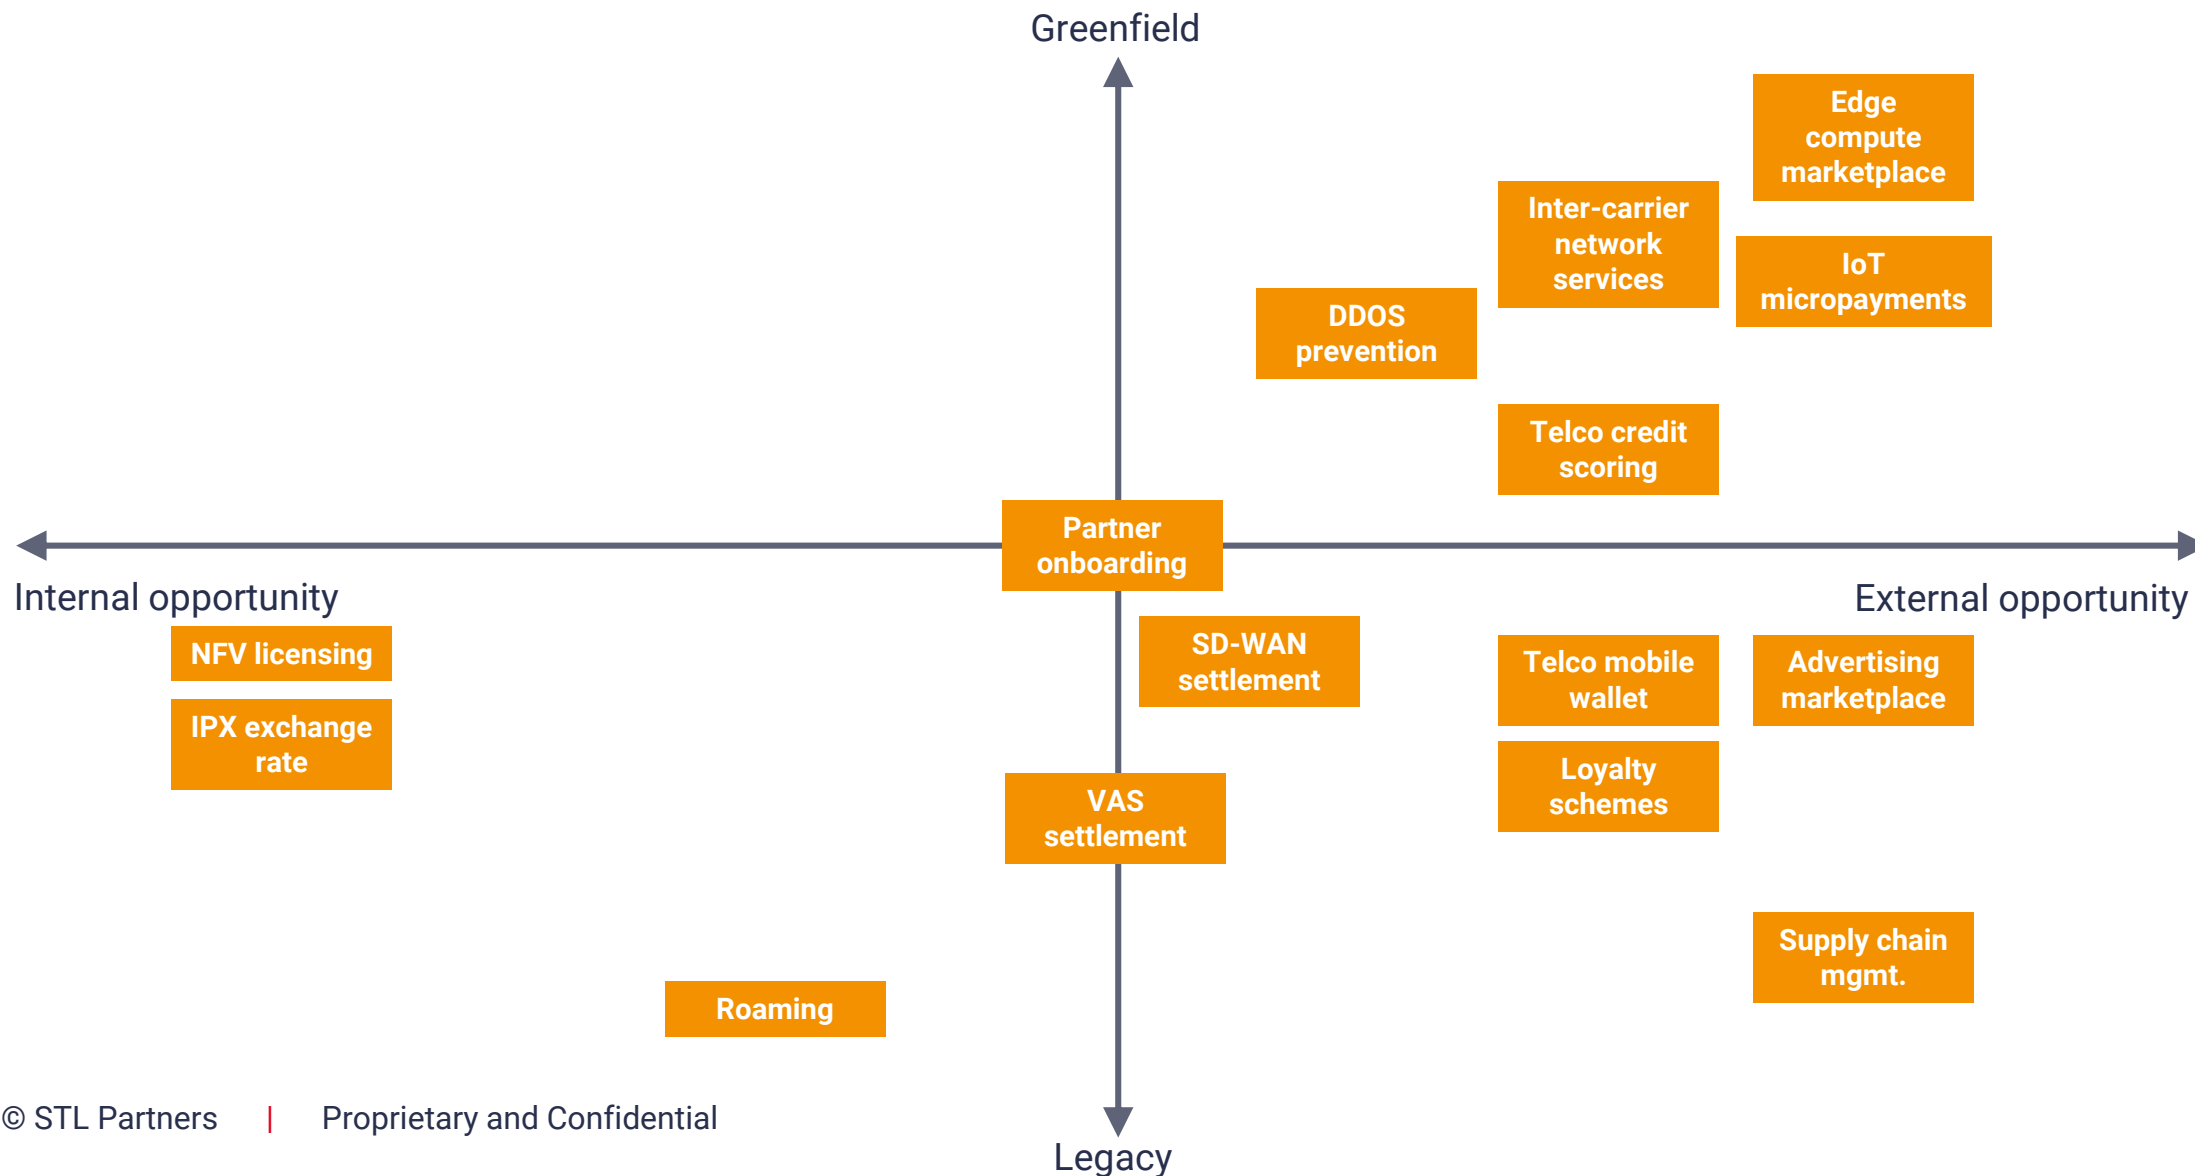 Greenfield
Edge
compute
marketplace
Inter-carrier
network
services
IoT
micropayments
DDOS
prevention
Telco credit
scoring
Partner
onboarding
Internal opportunity
External opportunity
NFV licensing
SD-WAN
settlement
Telco mobile
wallet
Advertising
marketplace
IPX exchange
rate
Loyalty
schemes
VAS
settlement
Supply chain
mgmt.
Roaming
© STL Partners | Proprietary and Confidential
Legacy